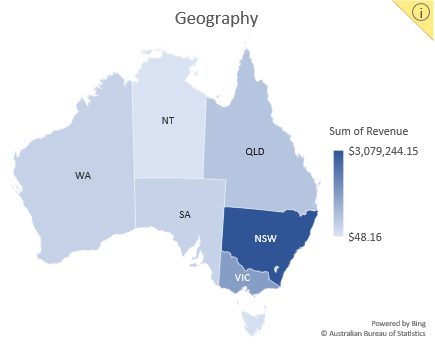 Geography
NT
QLD
WA
SA
NSW
VIC
Sum of Revenue
$3,079,244.15
$48.16
Powered by Bing
© Australian Bureau of Statistics